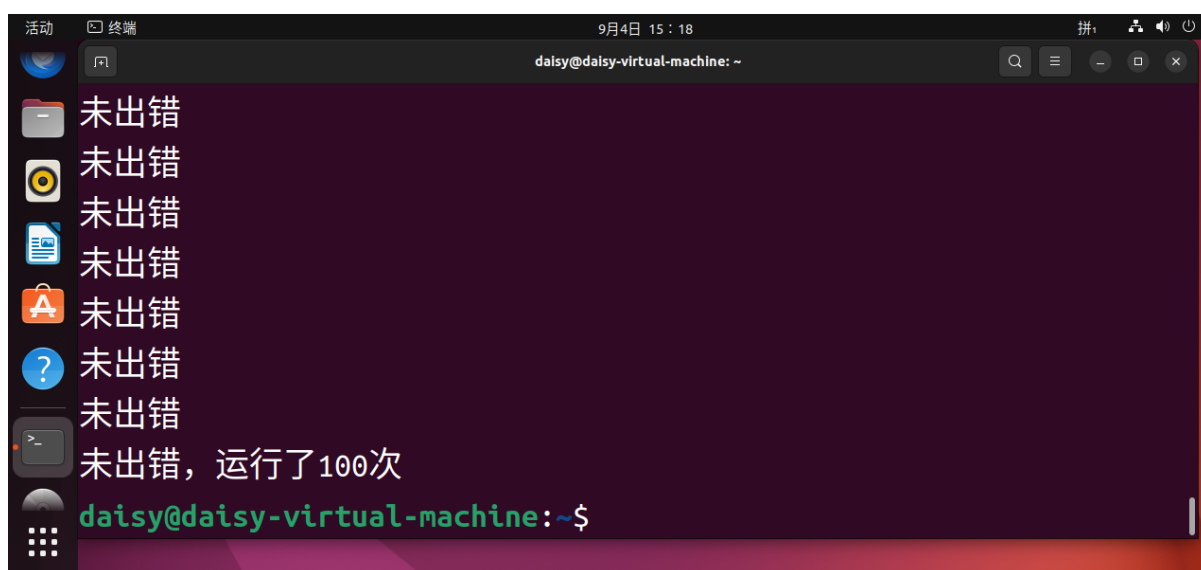 活动 终端 9月4日 15：18 拼₁
daisy@daisy-virtual-machine: ~
未出错
未出错
未出错
未出错
未出错
未出错
未出错
未出错，运行了100次
daisy@daisy-virtual-machine:~$